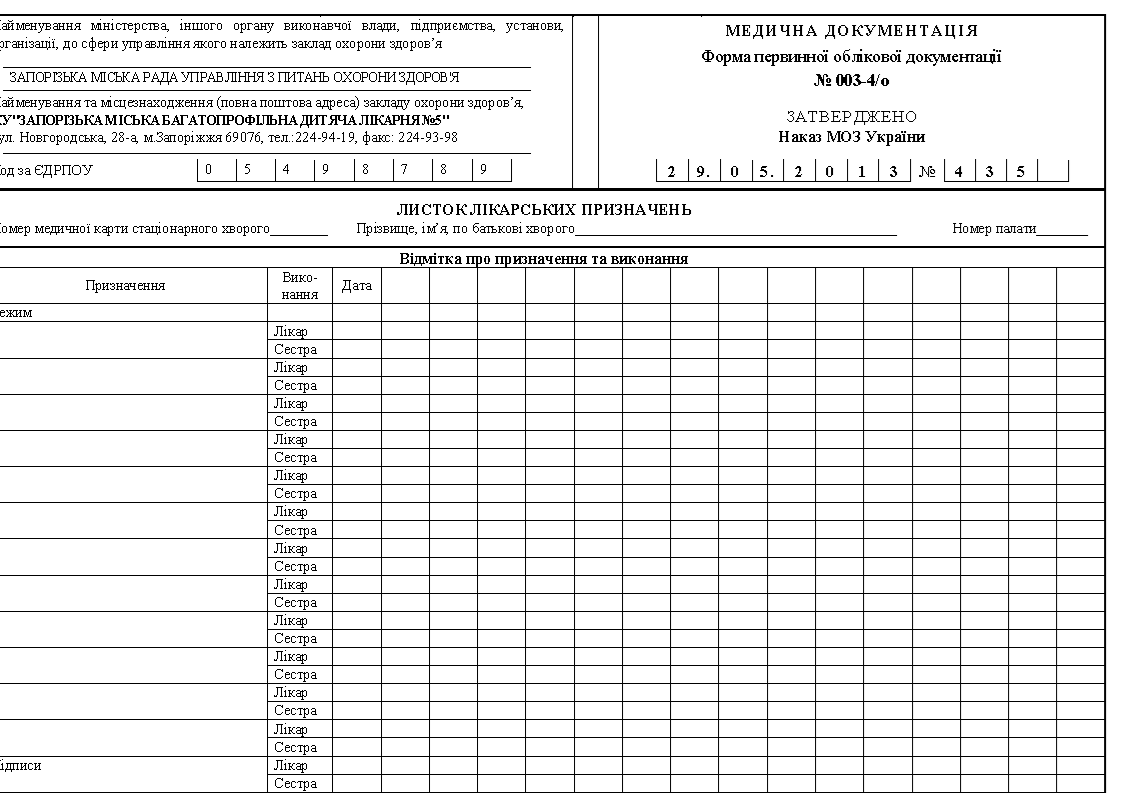 айменування міністерства, іншого органу виконавчої влади, підприємства, установи,
рганізації, до сфери управління якого належить заклад охорони здоров’я
ЗАПОРІЗЬКА МІСЬКА РАДА УПРАВЛІННЯ З ПИТАНЬ ОХОРОНИ ЗДОРОВ'Я
айменування та місцезнаходження (повна поштова адреса) закладу охорони здоров’я,
КУ"ЗАПОРІЗЬКА МІСЬКА БАГАТОПРОФІЛЬНА ДИТЯЧА ЛІКАРНЯ №5"
ул. Новгородська, 28-а, м.Запоріжжя 69076, тел.:224-94-19, факс: 224-93-98
од за ЄДРПОУ 0 5 4 9 8 7 8 9
МЕДИЧНА ДОКУМЕНТАЦІЯ
Форма первинної облікової документації
№ 003-4/о
ЗАТВЕРДЖЕНО
Наказ МОЗ України
2 9. 0 5. 2 0 1 3 № 4 3 5
ЛИСТОК ЛІКАРСЬКИХ ПРИЗНАЧЕНЬ
омер медичної карти стаціонарного хворого________ Прізвище, ім’я, по батькові хворого____________________________________________ Номер палати_______
Відмітка про призначення та виконання
Призначення Вико-
нання Дата
ежим
Лікар
Сестра
Лікар
Сестра
Лікар
Сестра
Лікар
Сестра
Лікар
Сестра
Лікар
Сестра
Лікар
Сестра
Лікар
Сестра
Лікар
Сестра
Лікар
Сестра
Лікар
Сестра
Лікар
Сестра
ідписи Лікар
Сестра